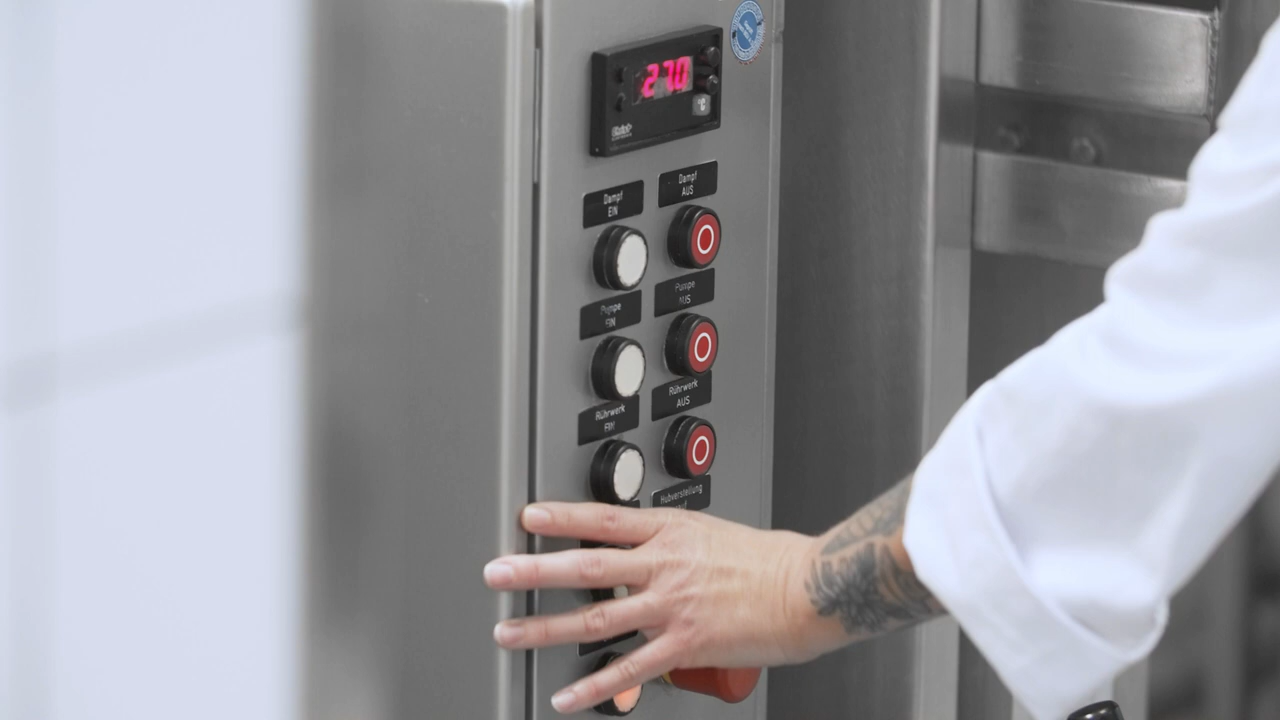 270
°C
Dampf
EIN
Dampf
AUS
Pumpe
EIN
Pumpe
AUS
Rührwerk
EIN
Rührwerk
AUS
Hubverstellung